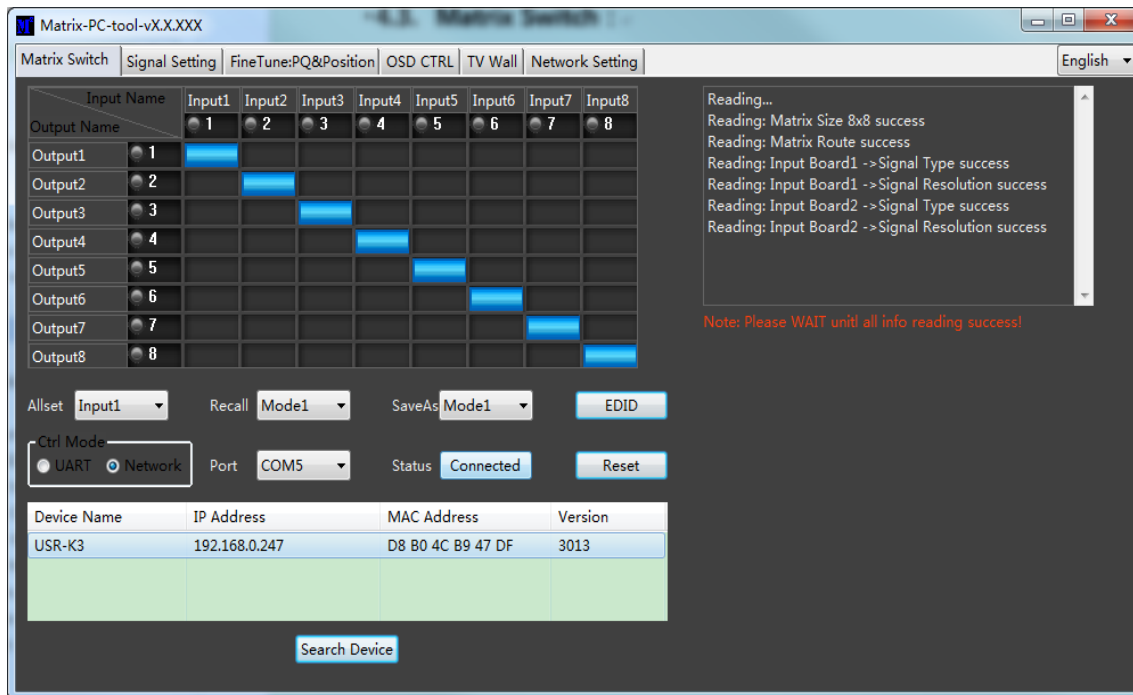 -4.3. Matrix Switch :
Matrix-PC-tool-vX.X.XXX
Matrix Switch Signal Setting FineTune:PQ&Position OSD CTRL TV Wall Network Setting English
Input Name Input1 Input2 Input3 Input4 Input5 Input6 Input7 Input8
Output Name 1 2 3 4 5 6 7 8
Output1 1
Output2 2
Output3 3
Output4 4
Output5 5
Output6 6
Output7 7
Output8 8
Reading...
Reading: Matrix Size 8x8 success
Reading: Matrix Route success
Reading: Input Board1 ->Signal Type success
Reading: Input Board1 ->Signal Resolution success
Reading: Input Board2 ->Signal Type success
Reading: Input Board2 ->Signal Resolution success
Note: Please WAIT unitl all info reading success!
Allset Input1 Recall Mode1 SaveAs Mode1 EDID
Ctrl Mode
UART Network Port COM5 Status Connected Reset
Device Name IP Address MAC Address Version
USR-K3 192.168.0.247 D8 B0 4C B9 47 DF 3013
Search Device